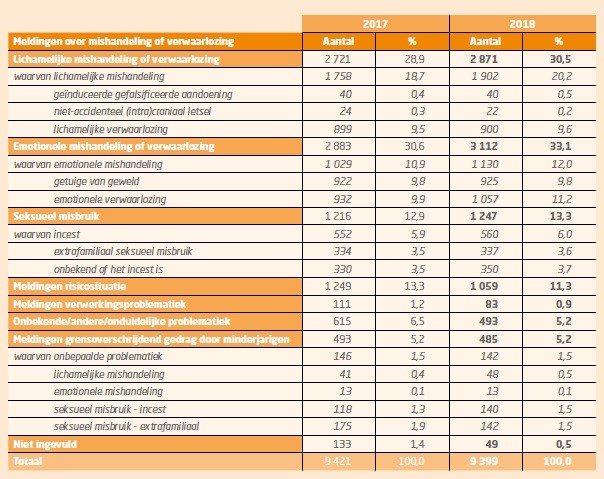 2017 2018
Meldingen over mishandeling of verwaarlozing Aantal % Aantal %
Lichamelijke mishandeling of verwaarlozing 2 721 28,9 2 871 30,5
waarvan lichamelijke mishandeling 1 758 18,7 1 902 20,2
geïnduceerde gefalsificeerde aandoening 40 0,4 40 0,5
niet-accidenteel (intra)craniaal letsel 24 0,3 22 0,2
lichamelijke verwaarlozing 899 9,5 900 9,6
Emotionele mishandeling of verwaarlozing 2 883 30,6 3 112 33,1
waarvan emotionele mishandeling 1 029 10,9 1 130 12,0
getuige van geweld 922 9,8 925 9,8
emotionele verwaarlozing 932 9,9 1 057 11,2
Seksueel misbruik 1 216 12,9 1 247 13,3
waarvan incest 552 5,9 560 6,0
extrafamiliaal seksueel misbruik 334 3,5 337 3,6
onbekend of het incest is 330 3,5 350 3,7
Meldingen risicosituatie 1 249 13,3 1 059 11,3
Meldingen verwerkingsproblematiek 111 1,2 83 0,9
Onbekende/andere/onduidelijke problematiek 615 6,5 493 5,2
Meldingen grensoverschrijdend gedrag door minderjarigen 493 5,2 485 5,2
waarvan onbepaalde problematiek 146 1,5 142 1,5
lichamelijke mishandeling 41 0,4 48 0,5
emotionele mishandeling 13 0,1 13 0,1
seksueel misbruik - incest 118 1,3 140 1,5
seksueel misbruik - extrafamiliaal 175 1,9 142 1,5
Niet ingevuld 133 1,4 49 0,5
Totaal 9 421 100,0 9 399 100,0